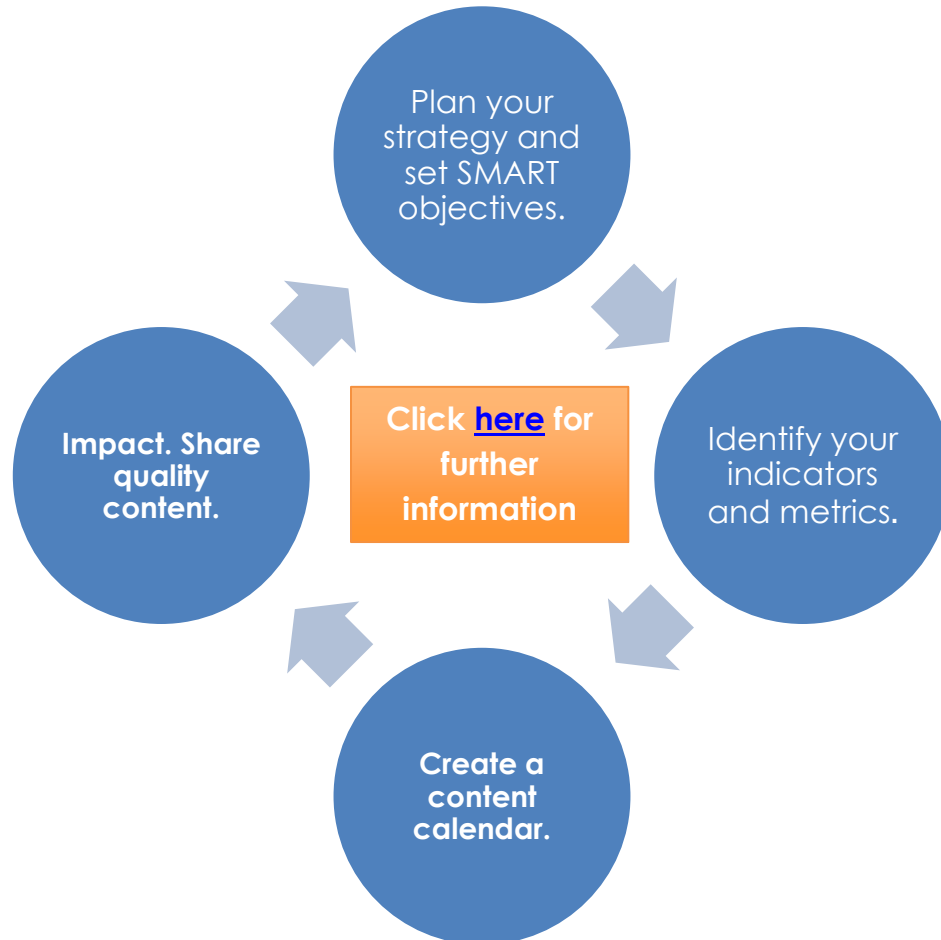 Plan your
strategy and
set SMART
objectives.
Identify your
indicators
and metrics.
Create a
content
calendar.
Impact. Share
quality
content.
Click here for
further
information